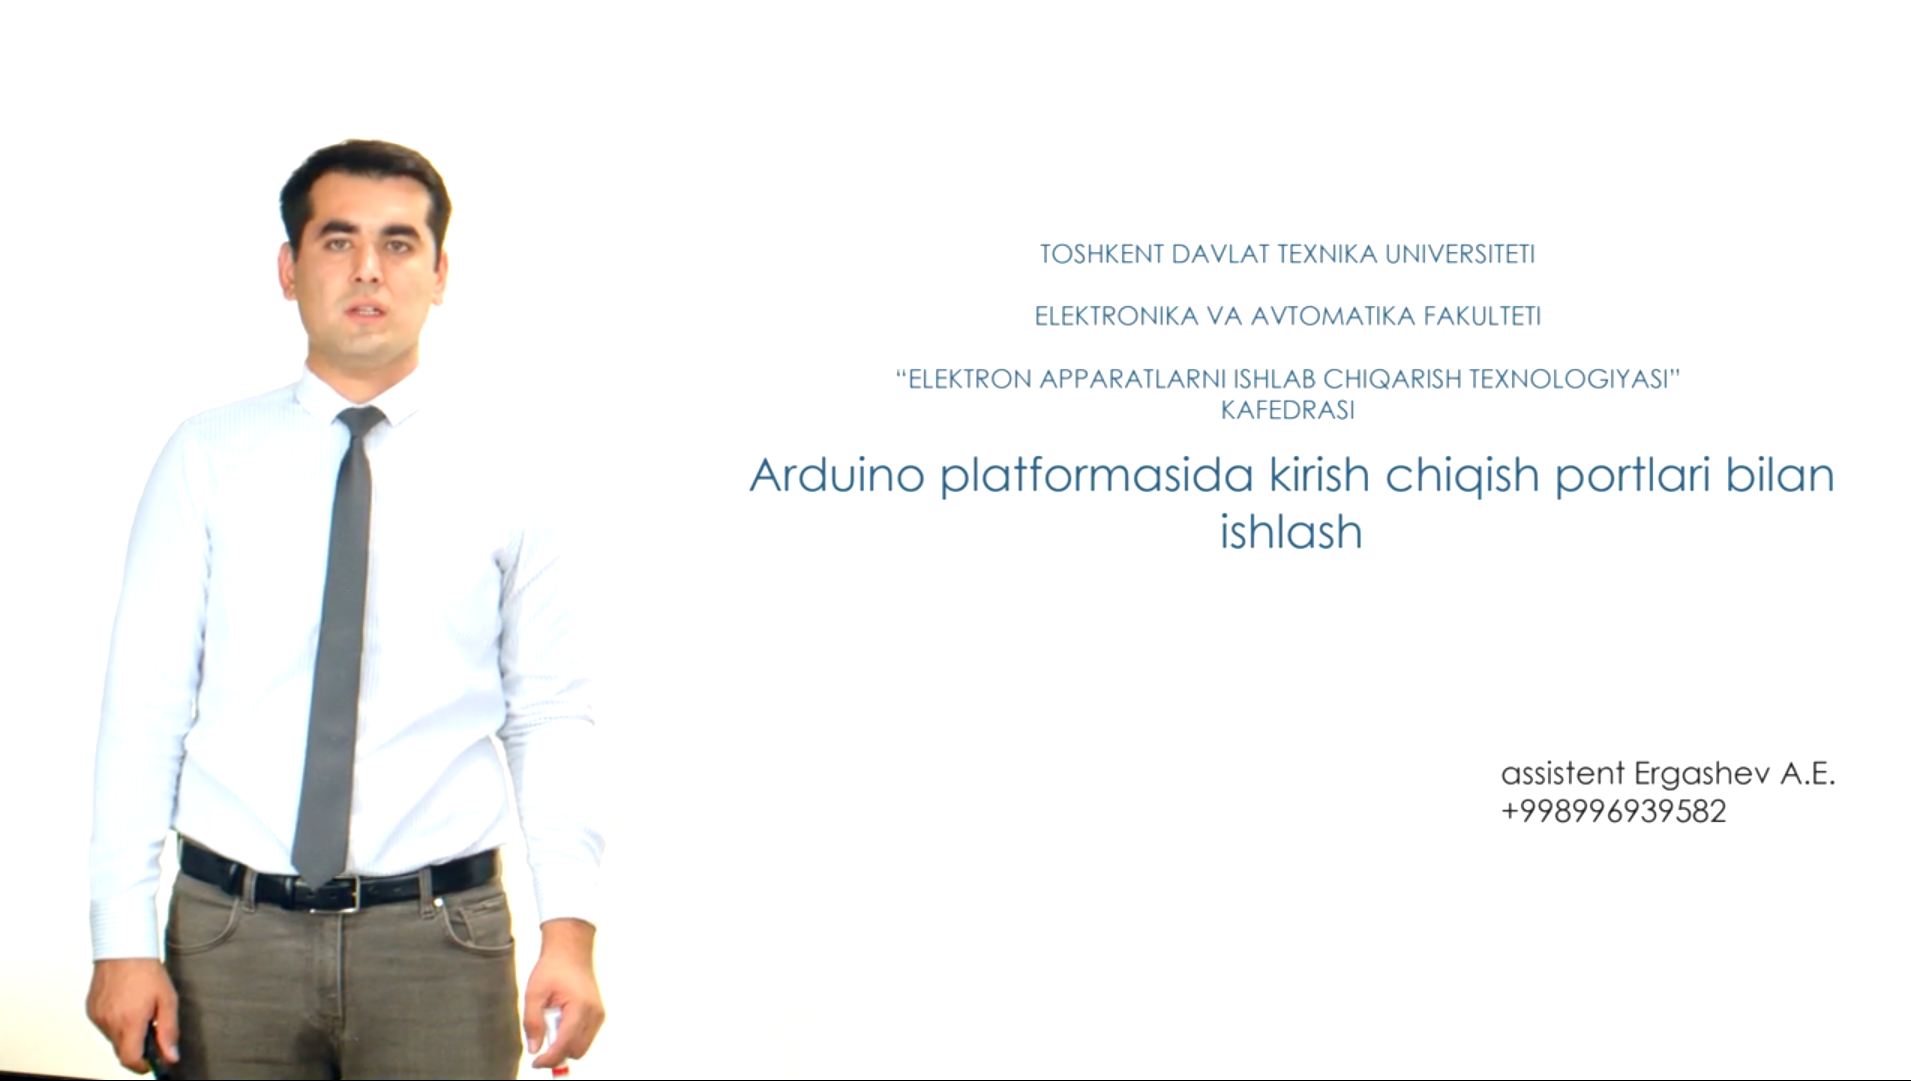 TOSHKENT DAVLAT TEXNIKA UNIVERSITETI
ELEKTRONIKA VA AVTOMATIKA FAKULTETI
“ELEKTRON APPARATLARNI ISHLAB CHIQARISH TEXNOLOGIYASI”
KAFEDRASI
Arduino platformasida kirish chiqish portlari bilan
ishlash
assistent Ergashev A.E.
+998996939582